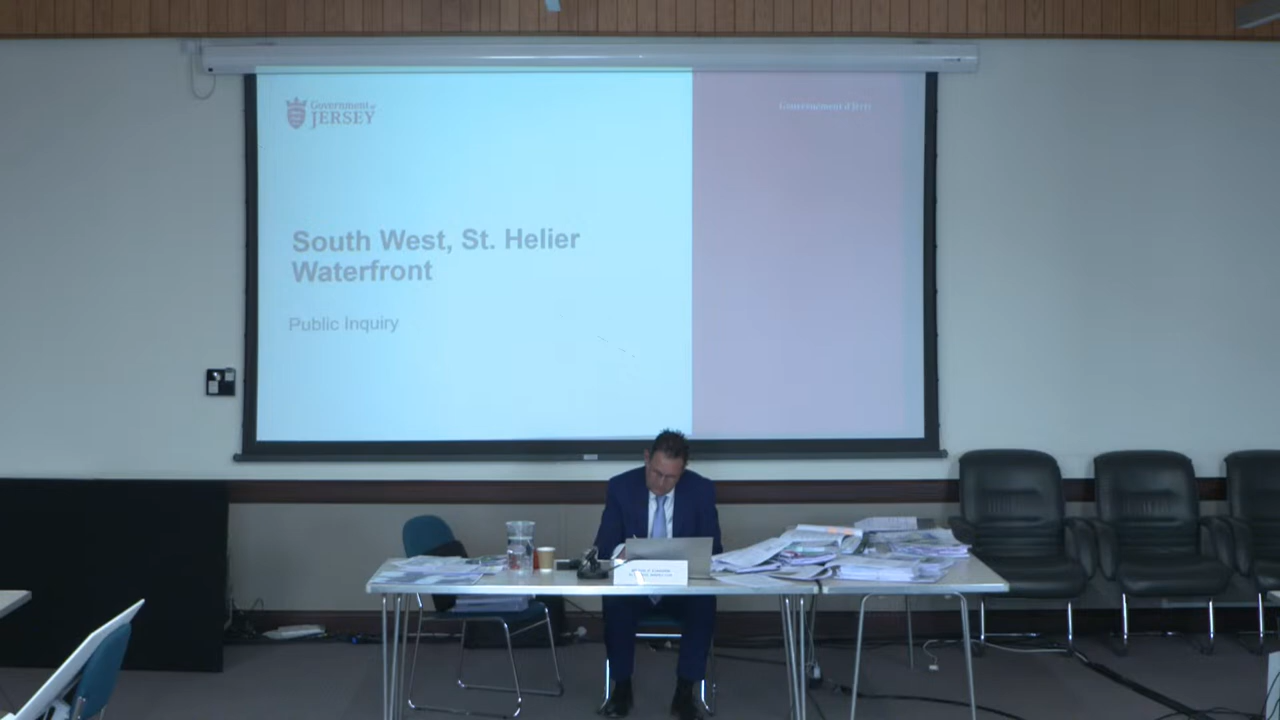 Government of
JERSEY
South West, St. Helier
Waterfront
Public Inquiry